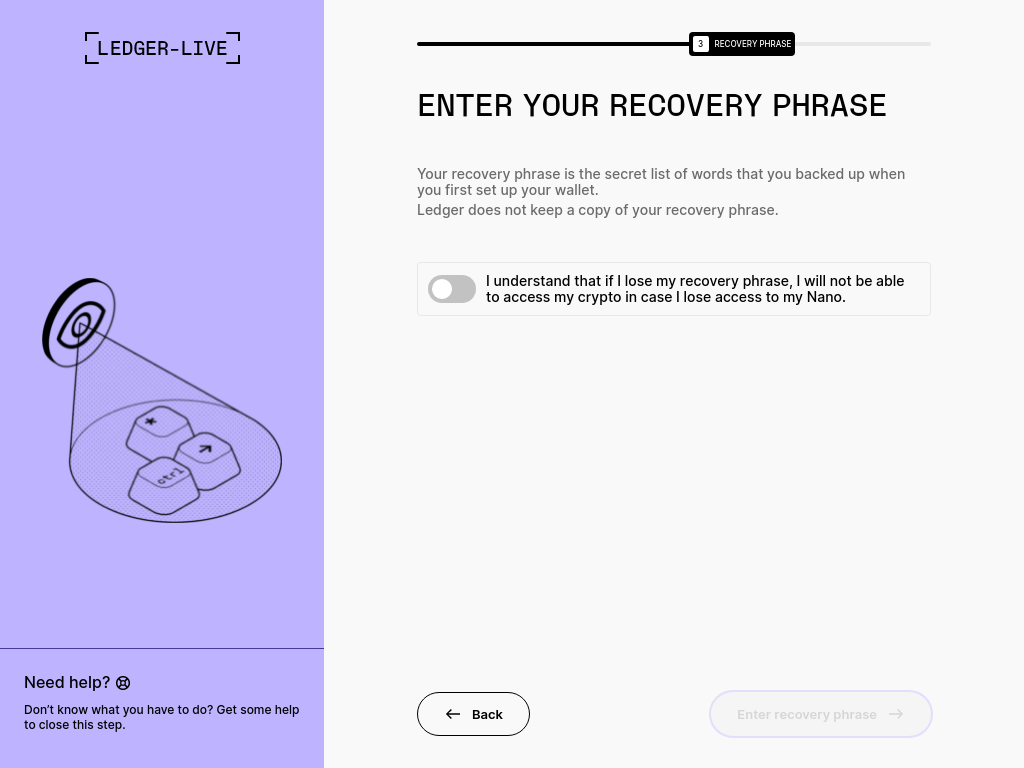 LEDGER-LIVE
3 RECOVERY PHRASE
ENTER YOUR RECOVERY PHRASE
Your recovery phrase is the secret list of words that you backed up when
you first set up your wallet.
Ledger does not keep a copy of your recovery phrase.
I understand that if I lose my recovery phrase, I will not be able
to access my crypto in case I lose access to my Nano.
*
ctrl
Need help?
Don't know what you have to do? Get some help
to close this step.
Back
Enter recovery phrase